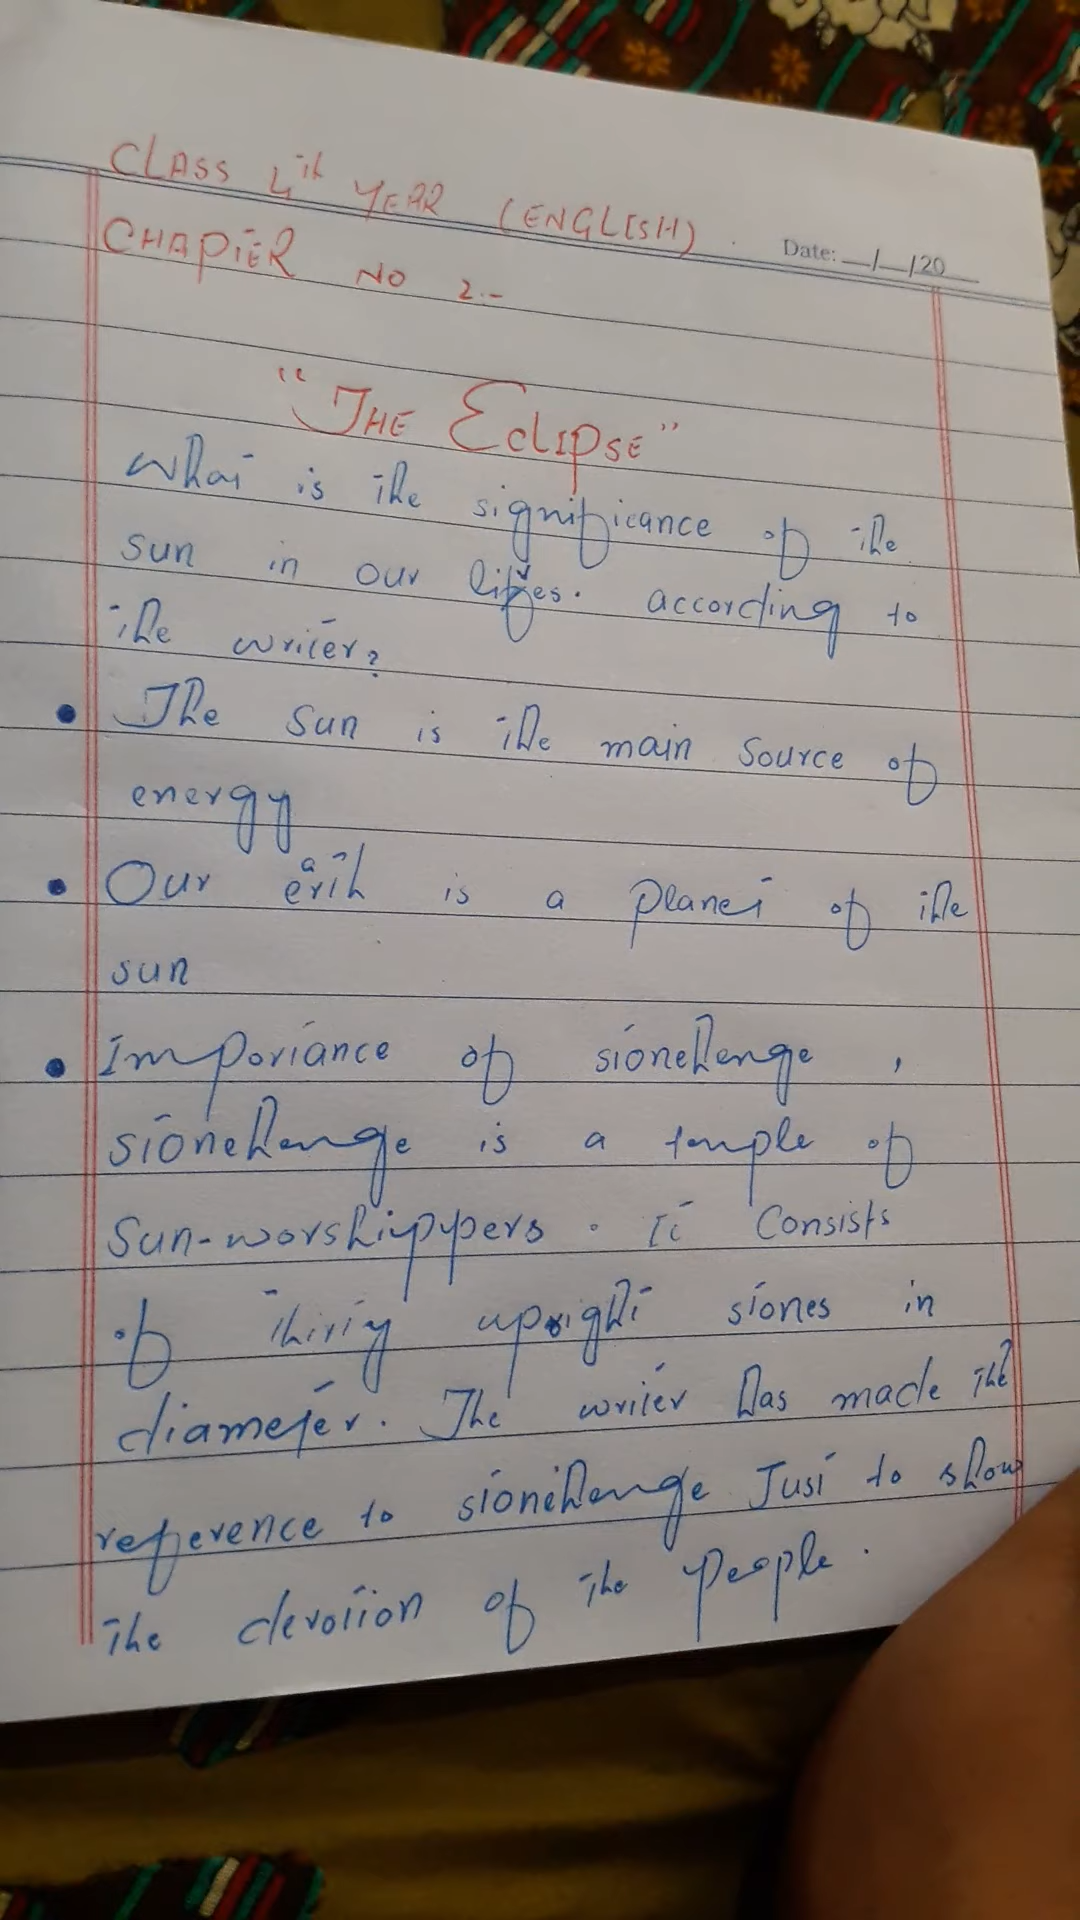 CLASS 4th YEAR (ENGLISH).
Date: __/__/20__
CHAPTER NO 2.-
"THE Eclipse"
What is the significance of the
sun in our lives. according to
the writer?
• The sun is the main source of
energy
• Our earth is a planet of the
sun
• Importance of stonehenge,
stonehenge is a temple of
Sun-worshippers. It consists
of thirty upright stones in
diameter. The writer has made the
reference to stonehenge Just to show
the devotion of the people.